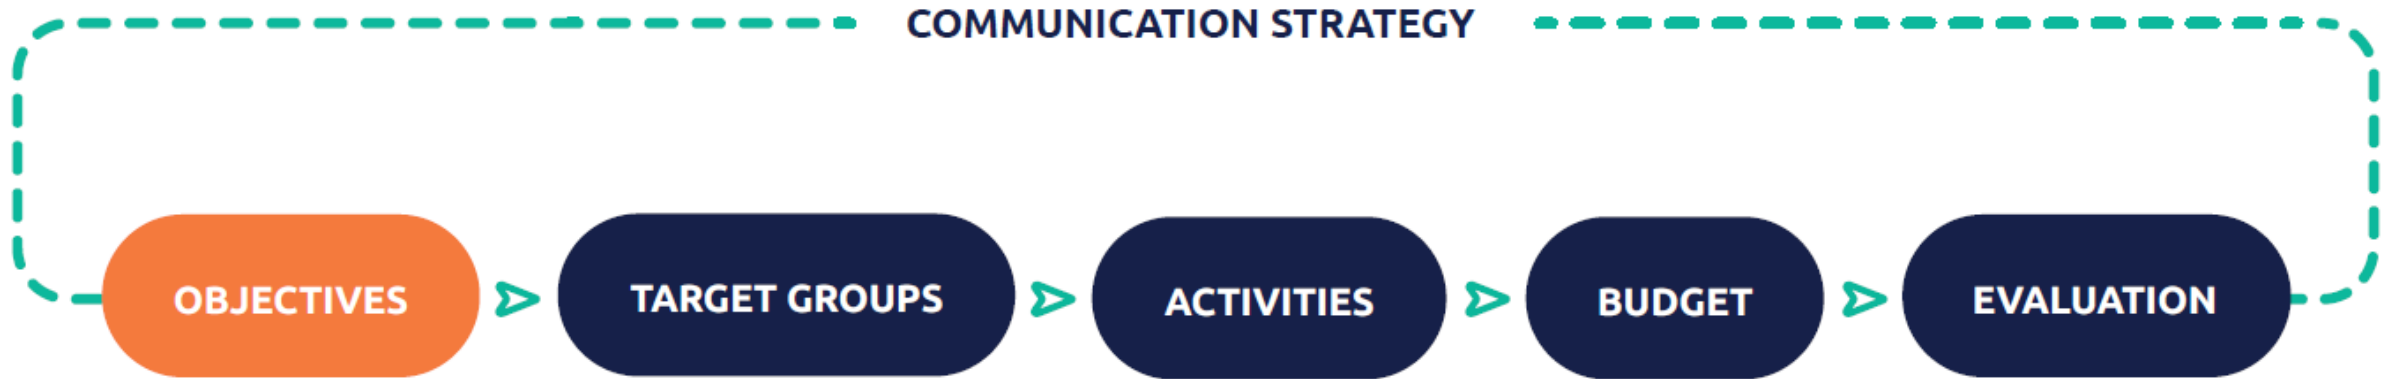 COMMUNICATION STRATEGY
OBJECTIVES
TARGET GROUPS
ACTIVITIES
BUDGET
EVALUATION